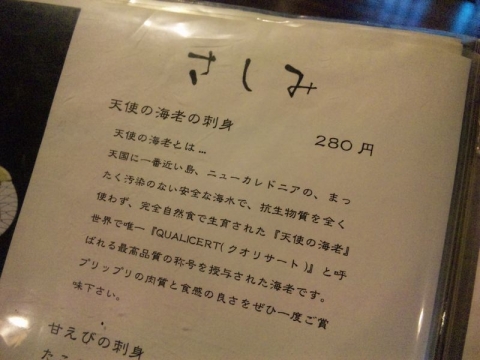 さしみ
天使の海老の刺身
280円
天使の海老とは…
天国に一番近い島、ニューカレドニアの、まっ
たく汚染のない安全な海水で、抗生物質を全く
使わず、完全自然食で生育された『天使の海老』
世界で唯一『QUALICERT(クオリサート)』と呼
ばれる最高品質の称号を授与された海老です。
プリップリの肉質と食感の良さをぜひ一度ご賞
味下さい。
甘えびの刺身